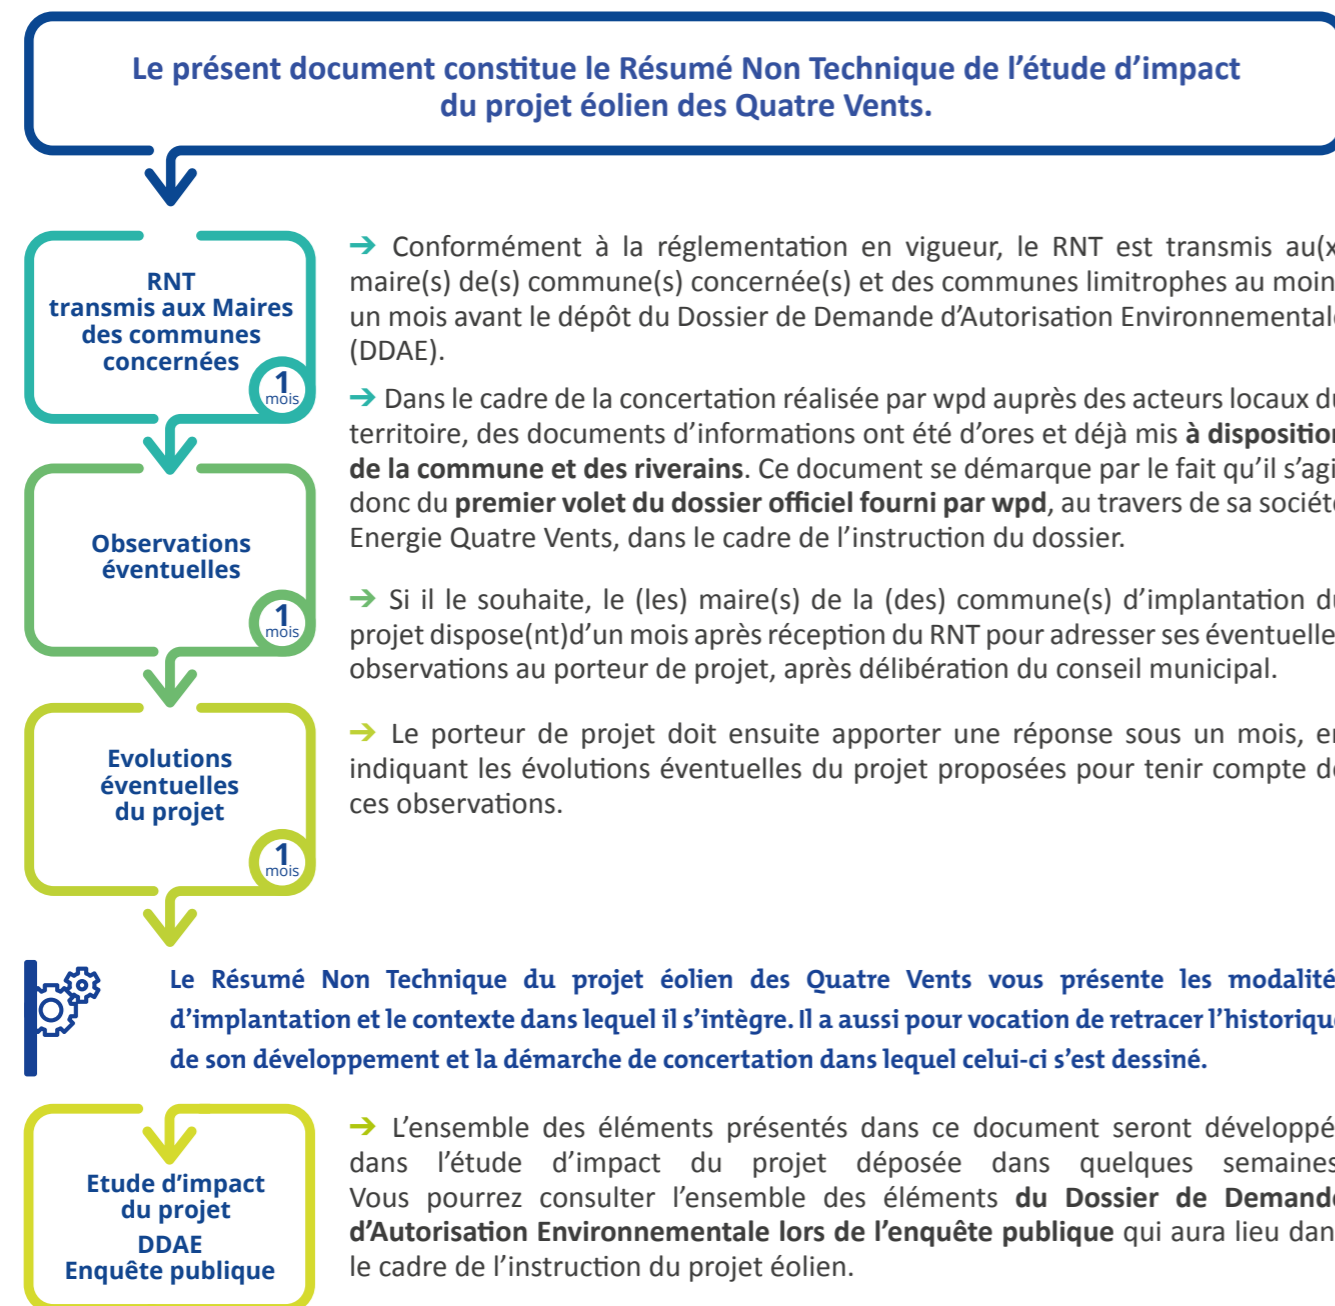 Le présent document constitue le Résumé Non Technique de l’étude d’impact
du projet éolien des Quatre Vents.
RNT
transmis aux Maires
des communes
concernées
1
mois
➔ Conformément à la réglementation en vigueur, le RNT est transmis au(x
maire(s) de(s) commune(s) concernée(s) et des communes limitrophes au moin
un mois avant le dépôt du Dossier de Demande d’Autorisation Environnemental
(DDAE).
➔ Dans le cadre de la concertation réalisée par wpd auprès des acteurs locaux du
territoire, des documents d’informations ont été d’ores et déjà mis à disposition
de la commune et des riverains. Ce document se démarque par le fait qu’il s’agi
donc du premier volet du dossier officiel fourni par wpd, au travers de sa société
Energie Quatre Vents, dans le cadre de l’instruction du dossier.
Observations
éventuelles
1
mois
➔ Si il le souhaite, le (les) maire(s) de la (des) commune(s) d’implantation du
projet dispose(nt)d’un mois après réception du RNT pour adresser ses éventuelle
observations au porteur de projet, après délibération du conseil municipal.
Evolutions
éventuelles
du projet
1
mois
➔ Le porteur de projet doit ensuite apporter une réponse sous un mois, en
indiquant les évolutions éventuelles du projet proposées pour tenir compte de
ces observations.
Le Résumé Non Technique du projet éolien des Quatre Vents vous présente les modalité
d’implantation et le contexte dans lequel il s’intègre. Il a aussi pour vocation de retracer l’historique
de son développement et la démarche de concertation dans lequel celui-ci s’est dessiné.
Etude d’impact
du projet
DDAE
Enquête publique
➔ L’ensemble des éléments présentés dans ce document seront développé
dans l’étude d’impact du projet déposée dans quelques semaines
Vous pourrez consulter l’ensemble des éléments du Dossier de Demande
d’Autorisation Environnementale lors de l’enquête publique qui aura lieu dan
le cadre de l’instruction du projet éolien.